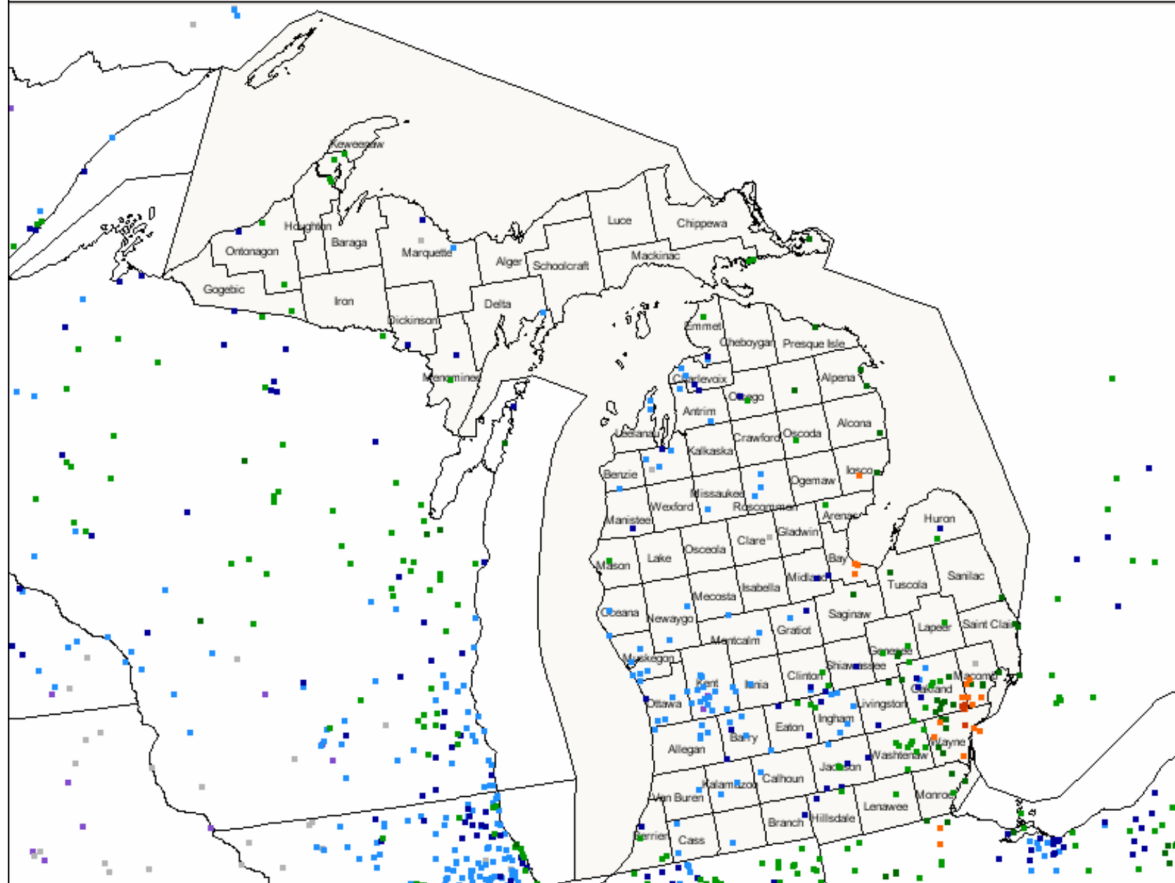 Keweenaw
Houghton
Luce
Chippewa
Ontonagon
Baraga
Marquette
Alger
Schoolcraft
Mackinac
Gogebic
Iron
Delta
Dickinson
Emmet
Cheboygan
Presque Isle
Menominee
Charlevoix
Otsego
Alpena
Antrim
Leelanau
Kalkaska
Crawford
Oscoda
Alcona
Benzie
Missaukee
Ogemaw
Iosco
Wexford
Roscommon
Manistee
Arenac
Huron
Mason
Lake
Osceola
Clare
Gladwin
Bay
Mecosta
Isabella
Midland
Tuscola
Sanilac
Oceana
Newaygo
Montcalm
Gratiot
Saginaw
Lapeer
Saint Clair
Muskegon
Genesee
Shiawassee
Kent
Ionia
Clinton
Macomb
Oakland
Ottawa
Livingston
Allegan
Barry
Eaton
Ingham
Wayne
Washtenaw
Jackson
Van Buren
Kalamazoo
Calhoun
Monroe
Lenawee
Berrien
Cass
Branch
Hillsdale